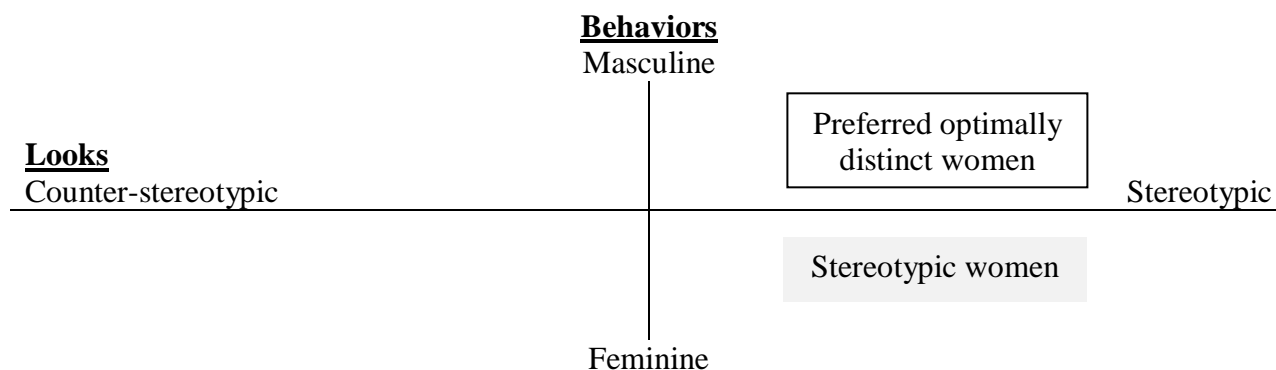 Behaviors
Masculine
Preferred optimally
distinct women
Looks
Counter-stereotypic
Stereotypic
Stereotypic women
Feminine